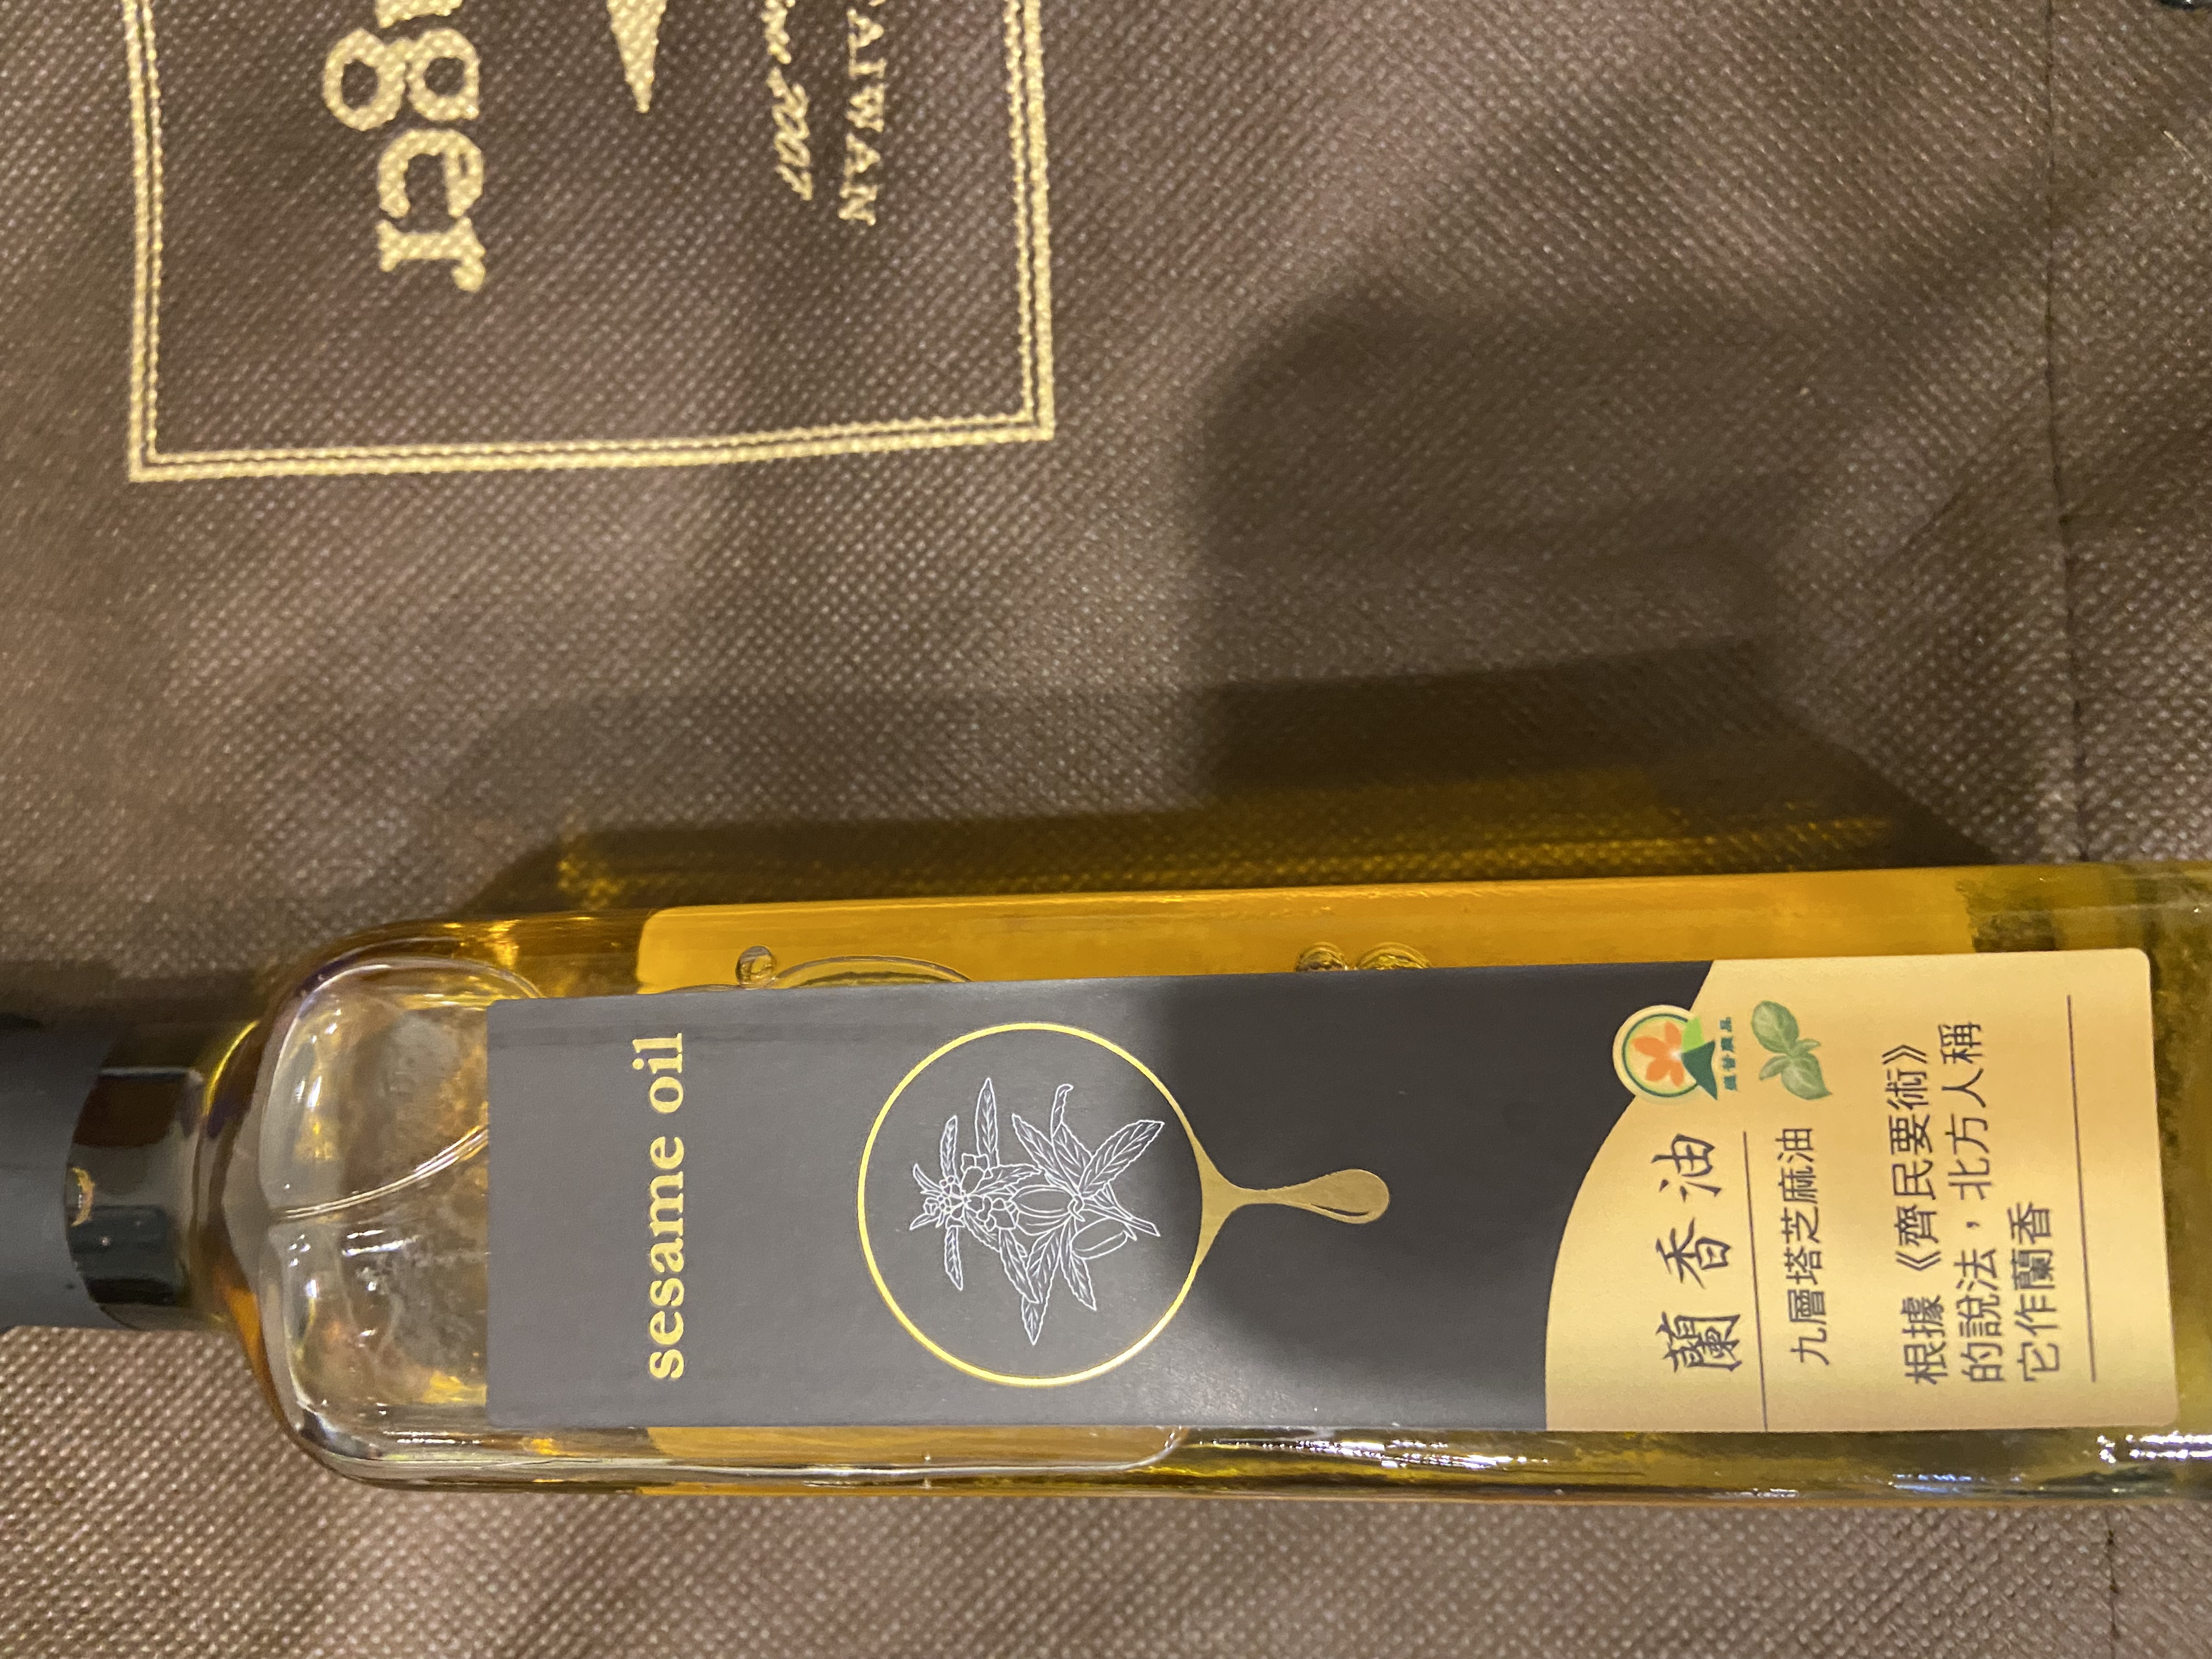 TAIWAN
2007
sesame oil
蘭香油
九層塔芝麻油
根據《齊民要術》
的說法，北方人稱
它作蘭香